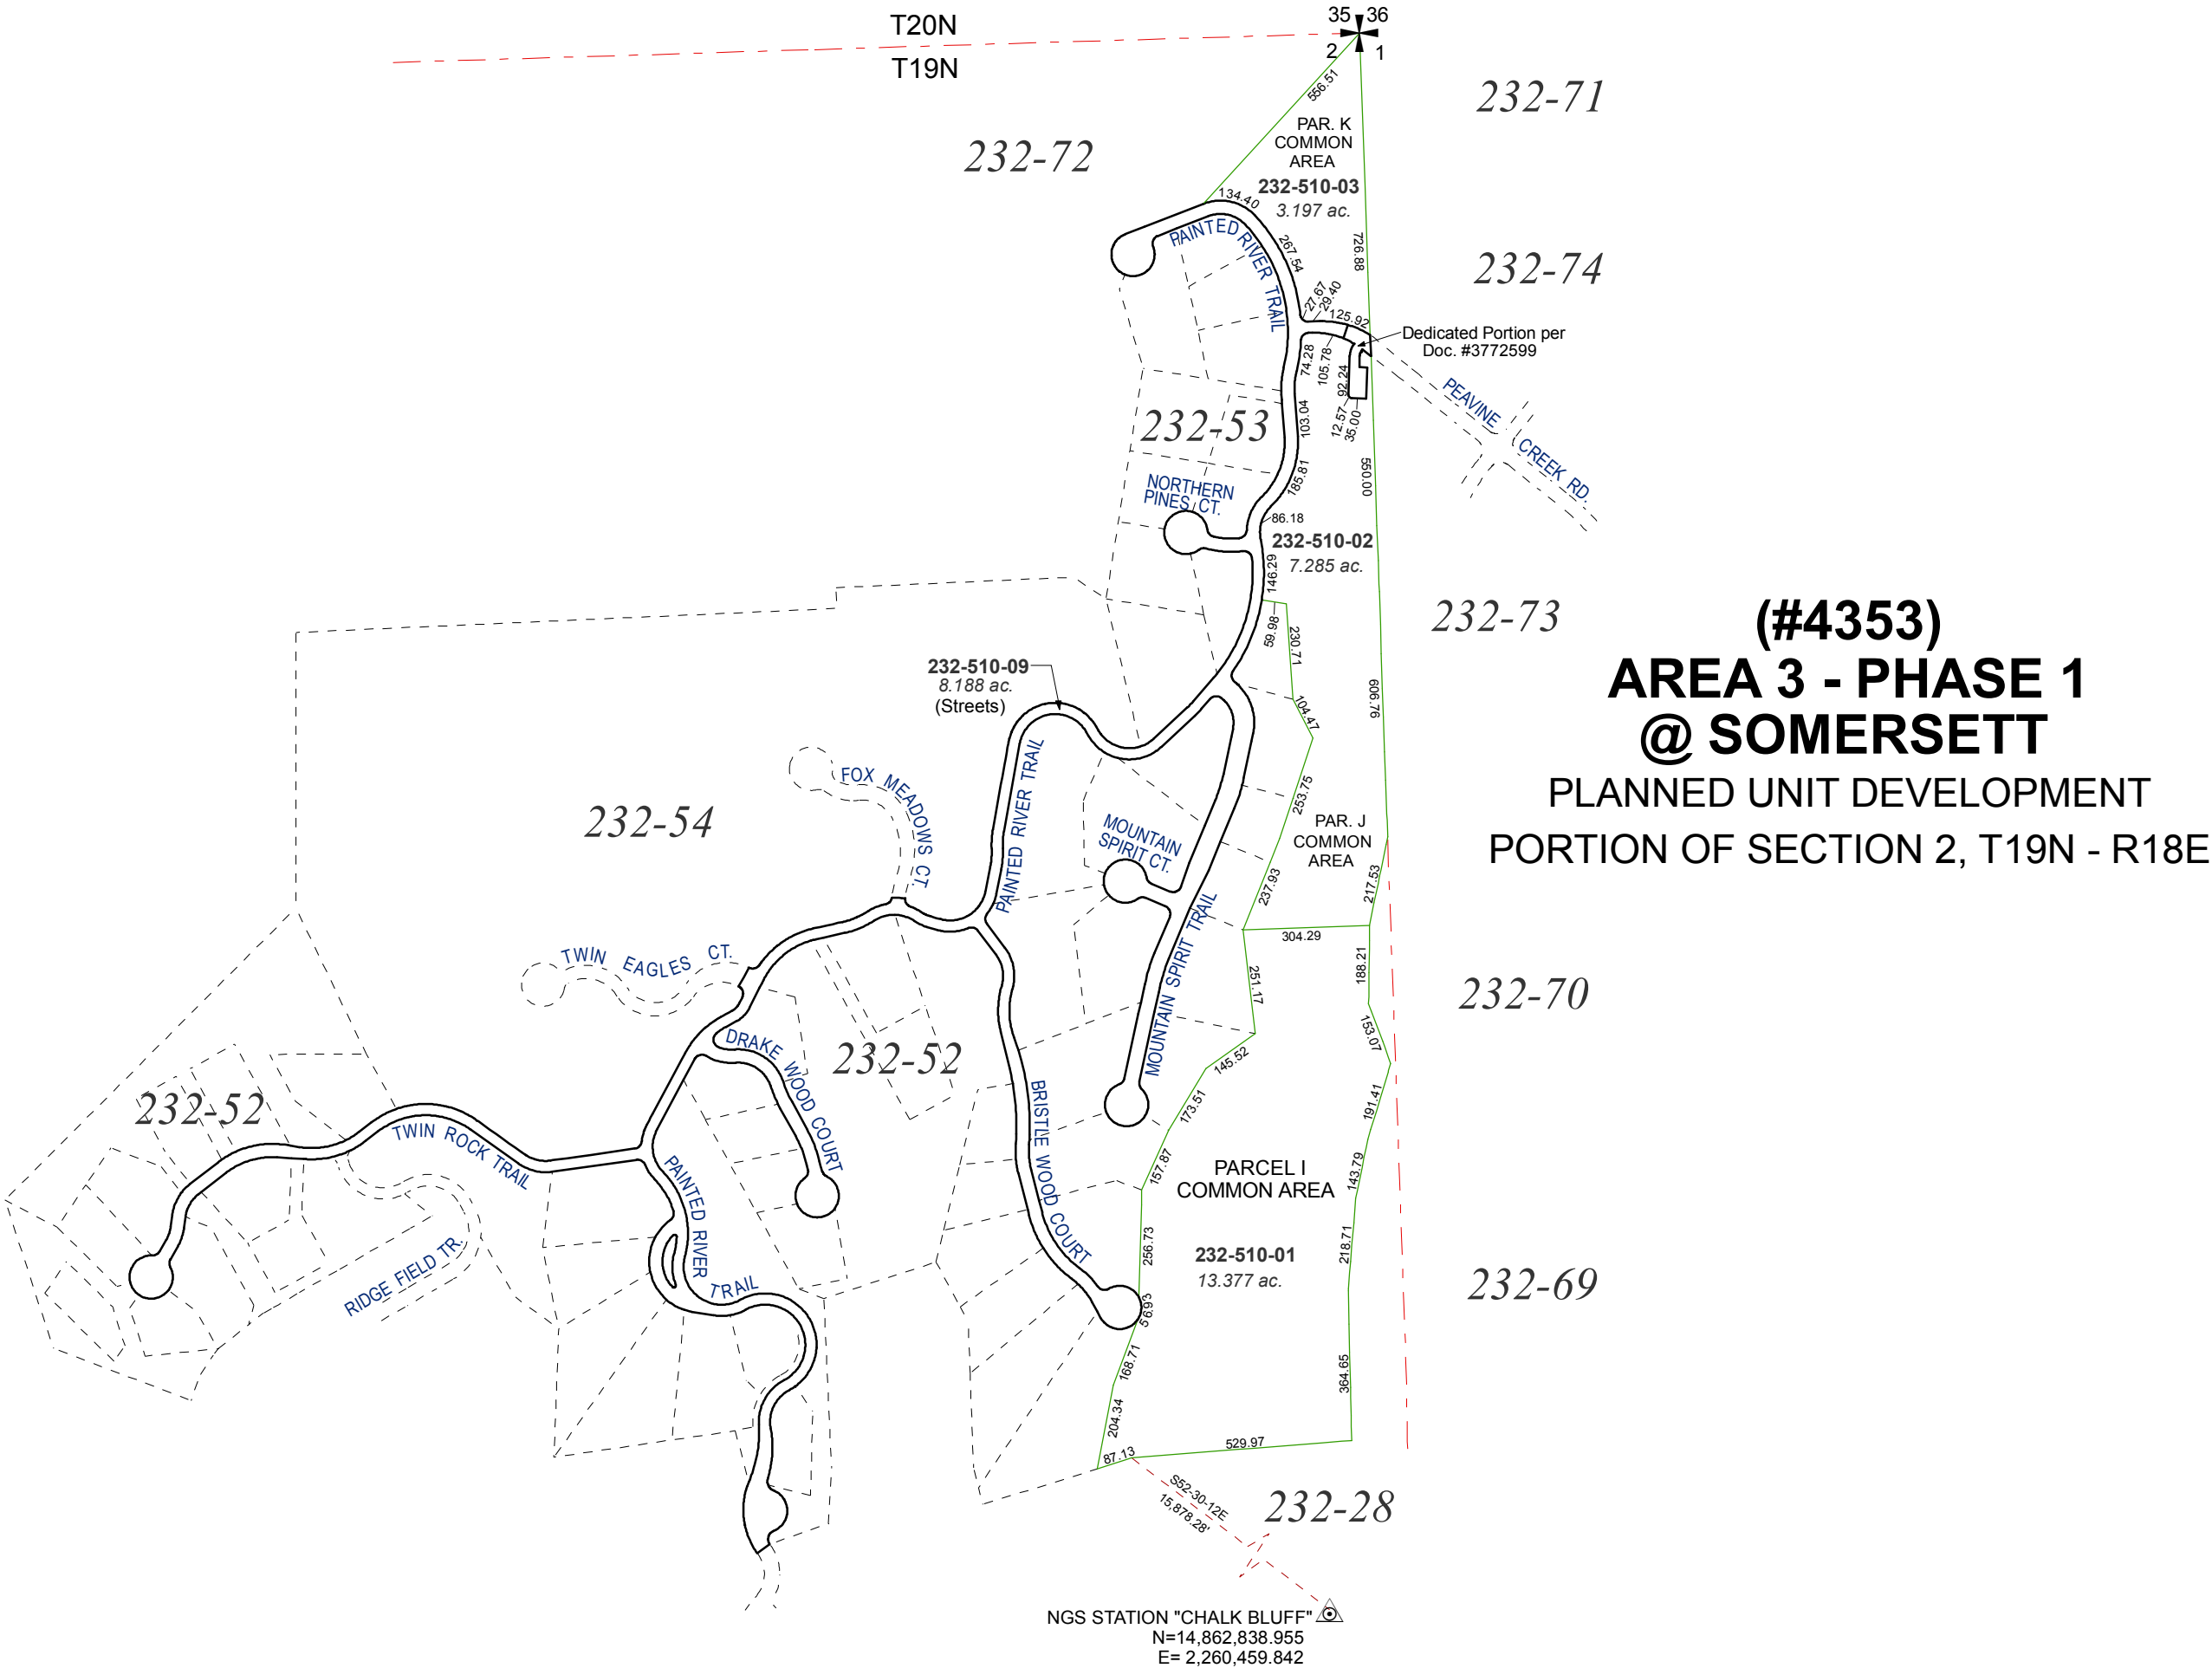 T20N
T19N
35 36
2 1
556.51
232-71
PAR. K
COMMON
AREA
232-72
232-510-03
3.197 ac.
134.40
PAINTED RIVER TRAIL
267.54
726.88
232-74
27.67
29.40
125.92
Dedicated Portion per
Doc. #3772599
74.28
105.78
92.24
12.57
35.00
PEAVINE CREEK RD.
232-53
103.04
185.81
550.00
NORTHERN
PINES CT.
86.18
232-510-02
7.285 ac.
146.29
59.98
230.71
232-73
(#4353)
AREA 3 - PHASE 1
@ SOMERSETT
PLANNED UNIT DEVELOPMENT
PORTION OF SECTION 2, T19N - R18E
232-510-09
8.188 ac.
(Streets)
104.47
606.76
253.75
PAINTED RIVER TRAIL
FOX MEADOWS CT.
232-54
MOUNTAIN
SPIRIT CT.
PAR. J
COMMON
AREA
237.93
217.53
MOUNTAIN SPIRIT TRAIL
304.29
TWIN EAGLES CT.
251.17
188.21
232-70
153.07
DRAKE WOOD COURT
232-52
145.52
173.51
191.41
232-52
TWIN ROCK TRAIL
BRISTLE WOOD COURT
157.87
143.79
PARCEL I
COMMON AREA
PAINTED RIVER TRAIL
RIDGE FIELD TR.
256.73
218.71
232-510-01
13.377 ac.
232-69
56.93
168.71
364.65
204.34
87.13
529.97
S52-30-12E
15,878.28'
232-28
NGS STATION "CHALK BLUFF"
N=14,862,838.955
E= 2,260,459.842